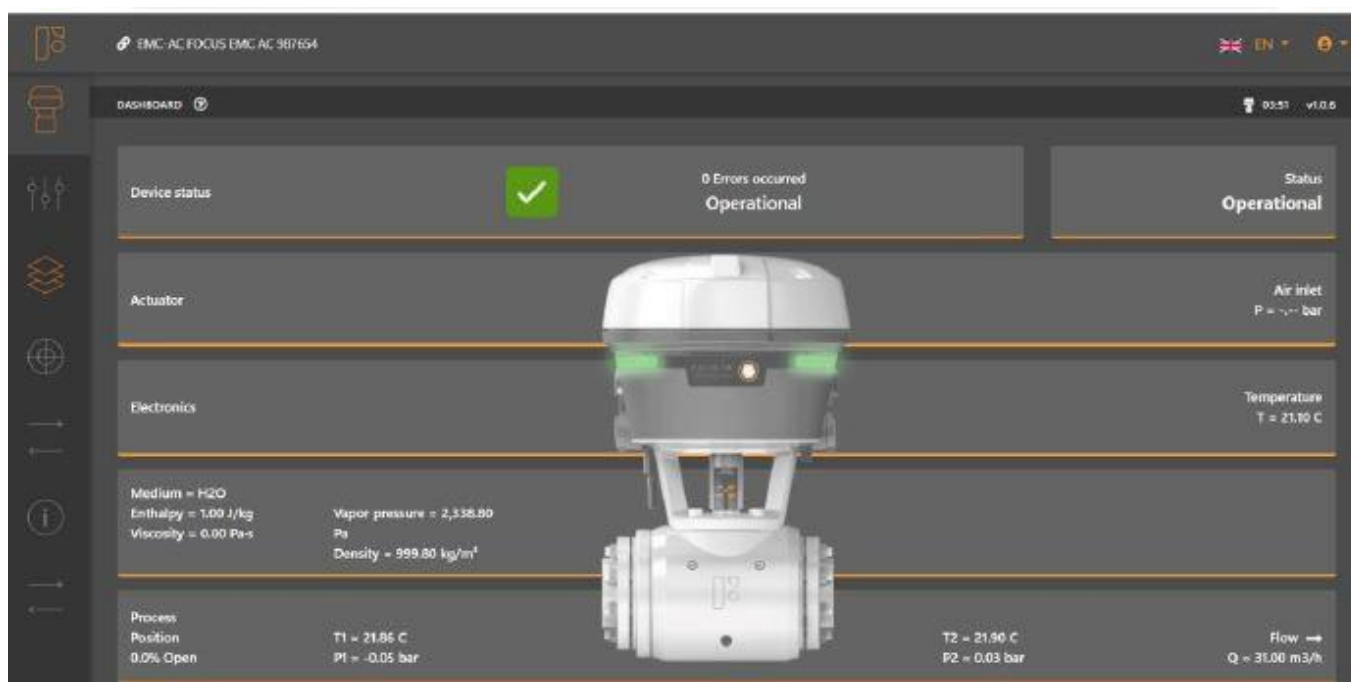 EMC-AC FOCUS EMC AC 987654
EN
DASHBOARD
03:51 v1.0.6
Device status
0 Errors occurred
Operational
Status
Operational
Actuator
Air inlet
P = -,-- bar
Electronics
Temperature
T = 21.10 C
Medium = H2O
Enthalpy = 1.00 J/kg
Viscosity = 0.00 Pa-s
Vapor pressure = 2,338.80
Pa
Density = 999.80 kg/m³
Process
Position
0.0% Open
T1 = 21.86 C
P1 = -0.05 bar
T2 = 21.90 C
P2 = 0.03 bar
Flow →
Q = 31.00 m3/h